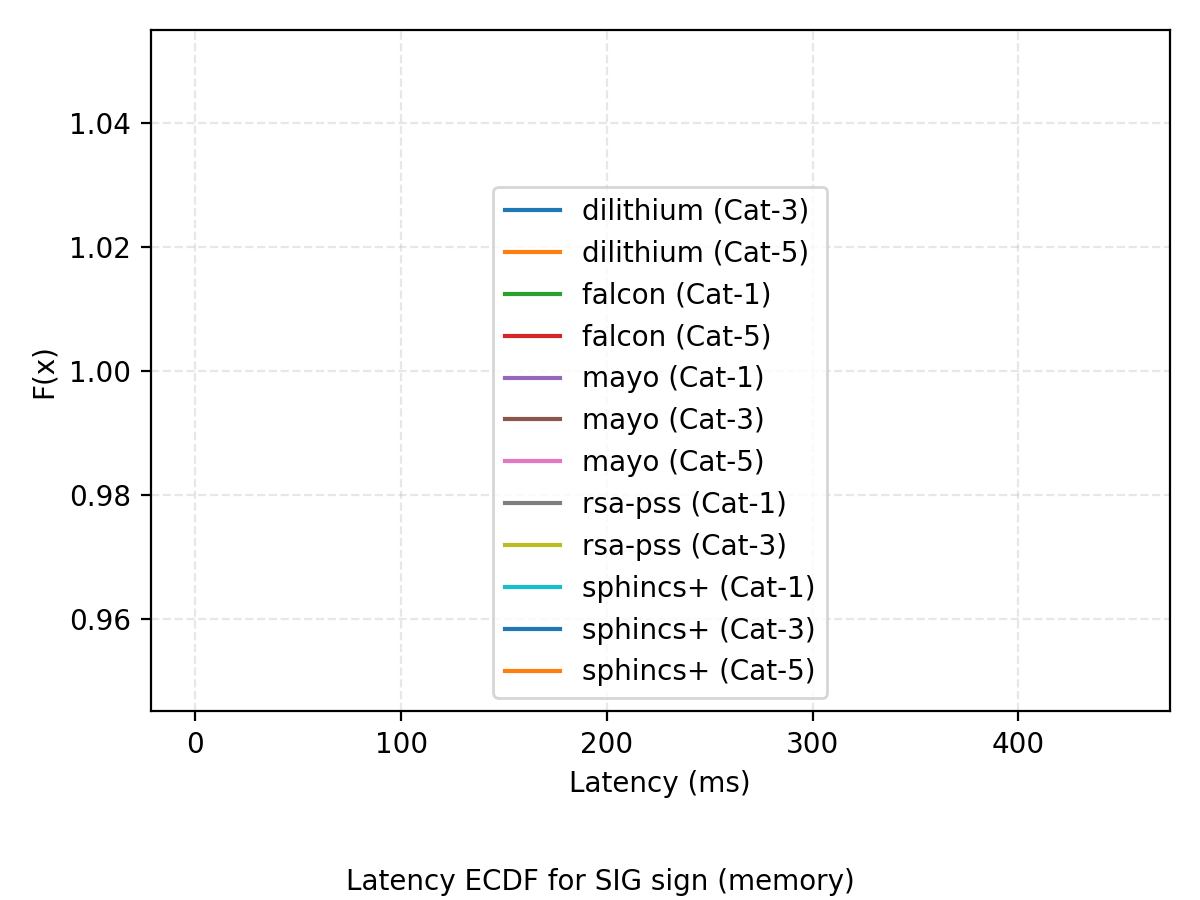 1.04
1.02
1.00
0.98
0.96
F(x)
dilithium (Cat-3)
dilithium (Cat-5)
falcon (Cat-1)
falcon (Cat-5)
mayo (Cat-1)
mayo (Cat-3)
mayo (Cat-5)
rsa-pss (Cat-1)
rsa-pss (Cat-3)
sphincs+ (Cat-1)
sphincs+ (Cat-3)
sphincs+ (Cat-5)
0 100 200 300 400
Latency (ms)
Latency ECDF for SIG sign (memory)